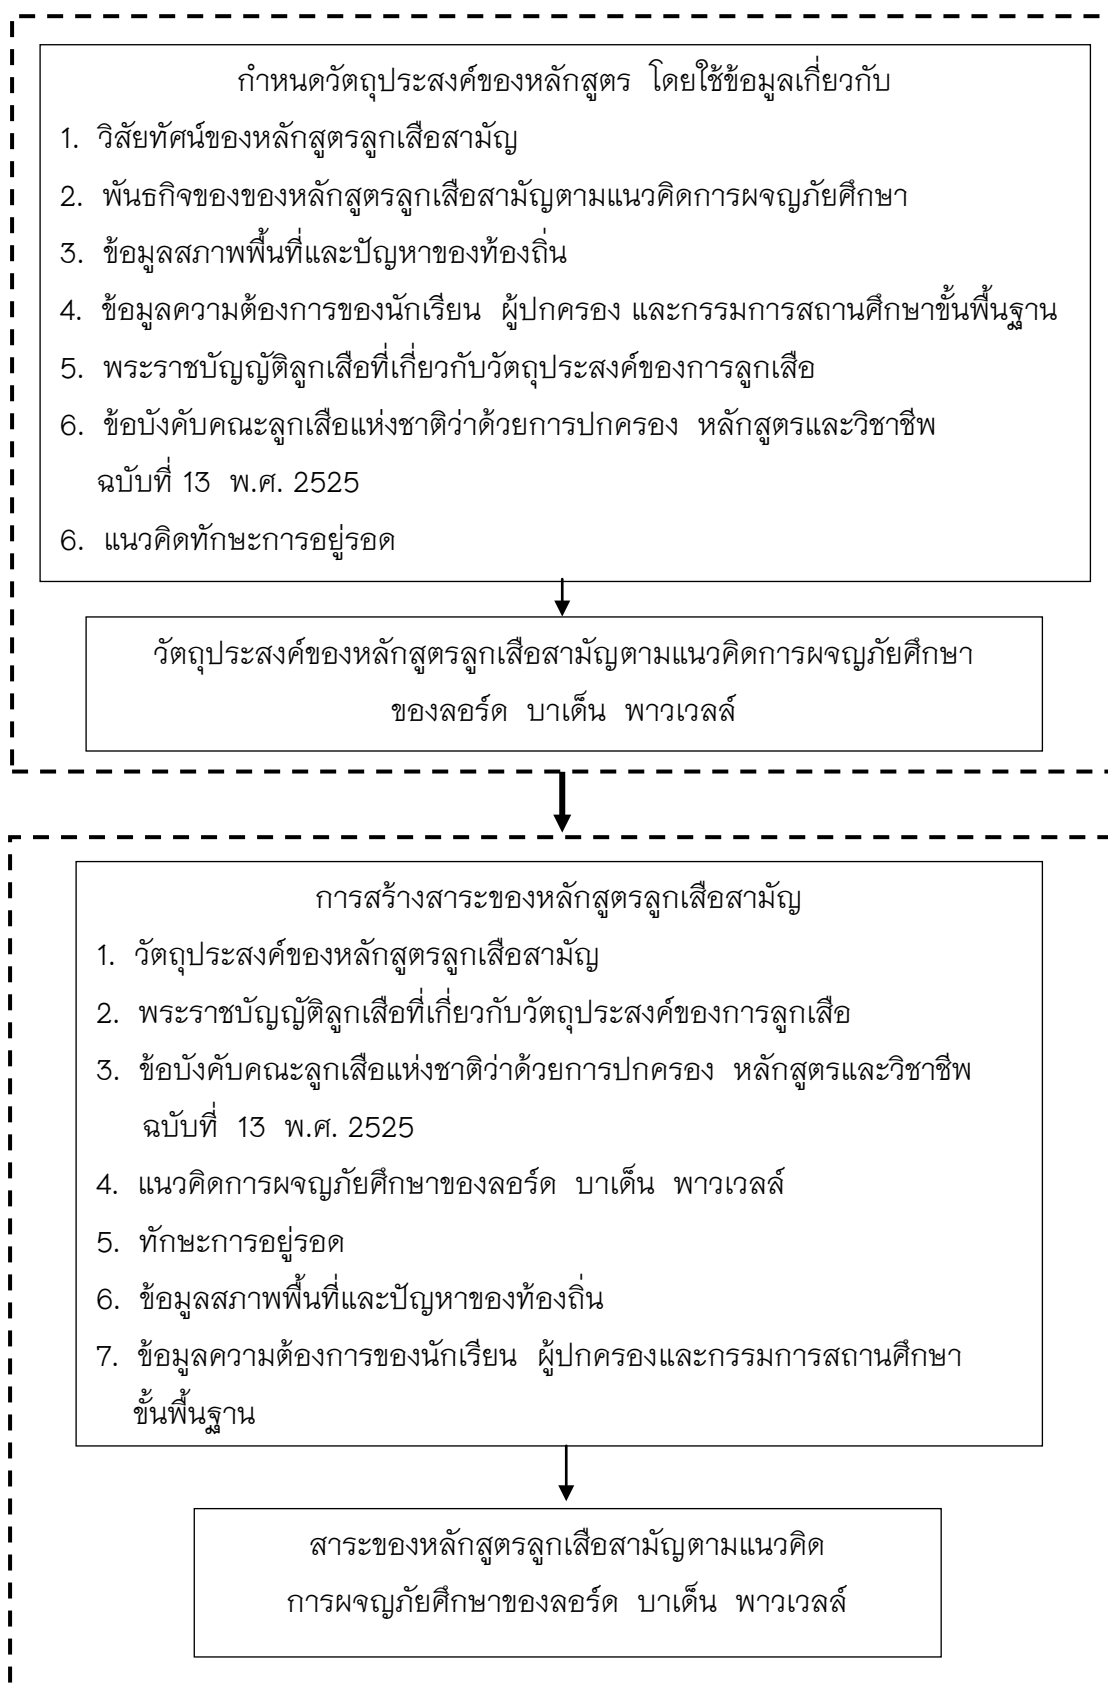 กำหนดวัตถุประสงค์ของหลักสูตร โดยใช้ข้อมูลเกี่ยวกับ
1. วิสัยทัศน์ของหลักสูตรลูกเสือสามัญ
2. พันธกิจของของหลักสูตรลูกเสือสามัญตามแนวคิดการผจญภัยศึกษา
3. ข้อมูลสภาพพื้นที่และปัญหาของท้องถิ่น
4. ข้อมูลความต้องการของนักเรียน ผู้ปกครอง และกรรมการสถานศึกษาขั้นพื้นฐาน
5. พระราชบัญญัติลูกเสือที่เกี่ยวกับวัตถุประสงค์ของการลูกเสือ
6. ข้อบังคับคณะลูกเสือแห่งชาติว่าด้วยการปกครอง หลักสูตรและวิชาชีพ
ฉบับที่ 13 พ.ศ. 2525
6. แนวคิดทักษะการอยู่รอด
วัตถุประสงค์ของหลักสูตรลูกเสือสามัญตามแนวคิดการผจญภัยศึกษา
ของลอร์ด บาเด็น พาวเวลล์
การสร้างสาระของหลักสูตรลูกเสือสามัญ
1. วัตถุประสงค์ของหลักสูตรลูกเสือสามัญ
2. พระราชบัญญัติลูกเสือที่เกี่ยวกับวัตถุประสงค์ของการลูกเสือ
3. ข้อบังคับคณะลูกเสือแห่งชาติว่าด้วยการปกครอง หลักสูตรและวิชาชีพ
ฉบับที่ 13 พ.ศ. 2525
4. แนวคิดการผจญภัยศึกษาของลอร์ด บาเด็น พาวเวลล์
5. ทักษะการอยู่รอด
6. ข้อมูลสภาพพื้นที่และปัญหาของท้องถิ่น
7. ข้อมูลความต้องการของนักเรียน ผู้ปกครองและกรรมการสถานศึกษา
ขั้นพื้นฐาน
สาระของหลักสูตรลูกเสือสามัญตามแนวคิด
การผจญภัยศึกษาของลอร์ด บาเด็น พาวเวลล์